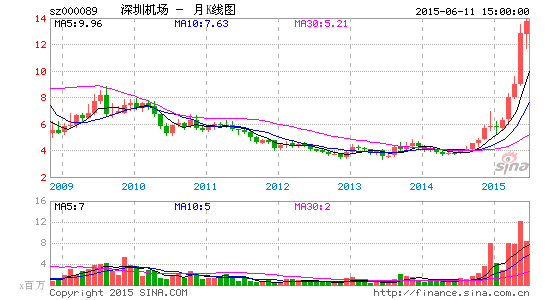 sz000089 深圳机场 － 月K线图 2015-06-11 15:00:00
14 MA5:9.96 MA10:7.63 MA30:5.21
12
10
8
6
4
2
sina
2009 2010 2011 2012 2013 2014 2015
16 MA5:7 MA10:5 MA30:2
12
8
4
x百万
Copyright 2015 SINA.COM http://finance.sina.com.cn